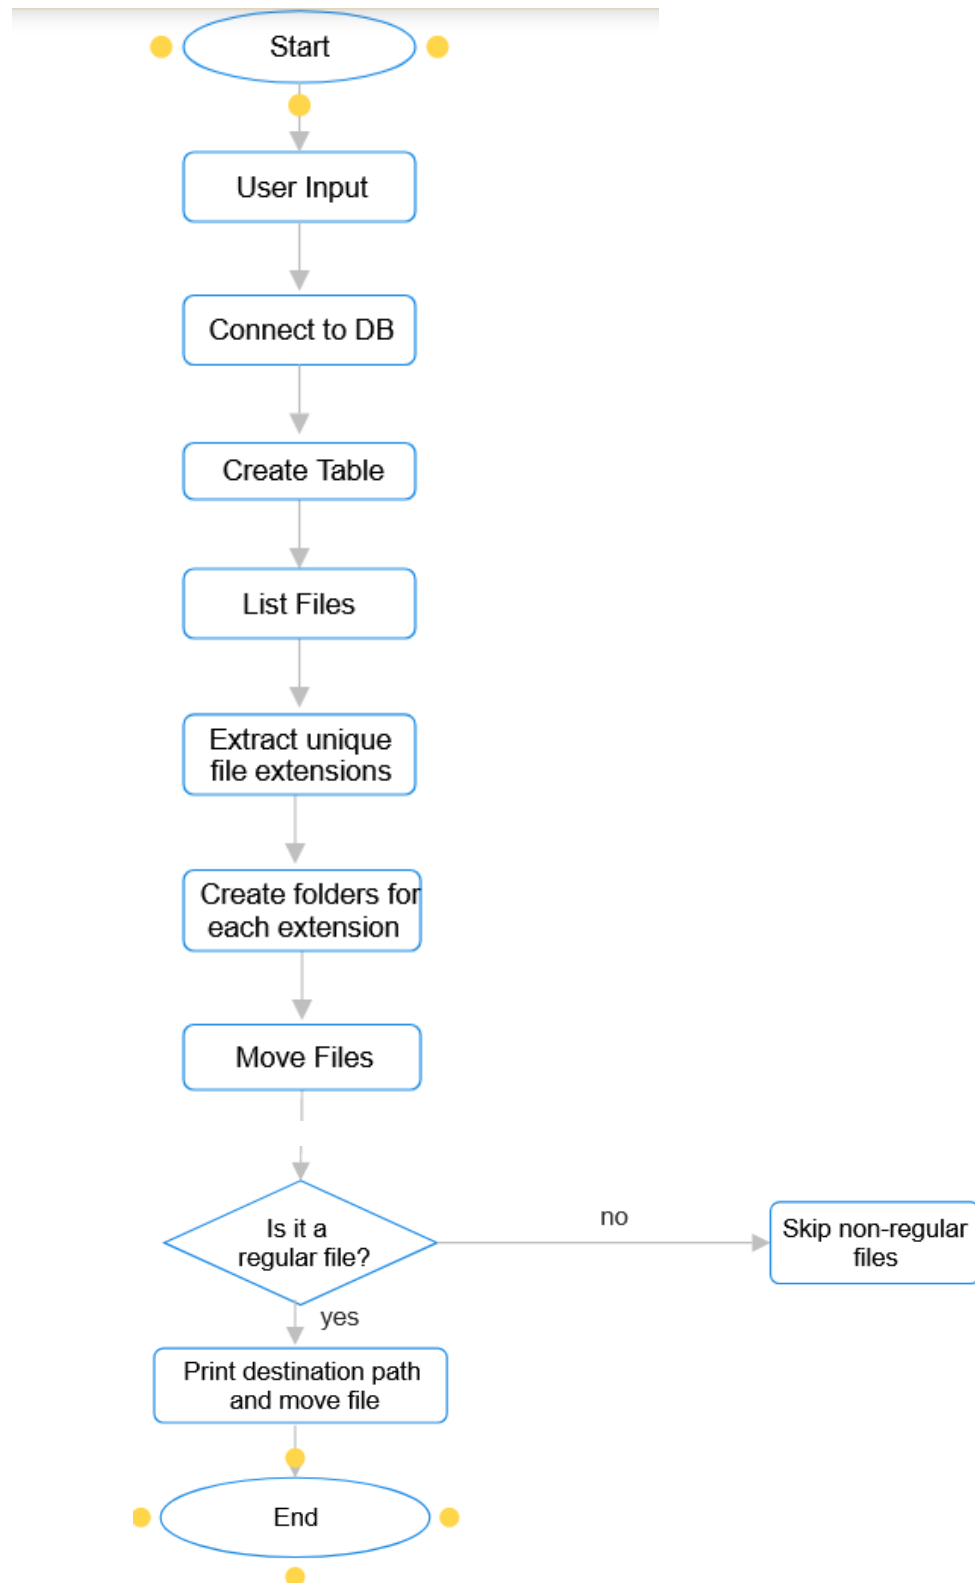 Start
User Input
Connect to DB
Create Table
List Files
Extract unique
file extensions
Create folders for
each extension
Move Files
Is it a
regular file?
no
Skip non-regular
files
yes
Print destination path
and move file
End